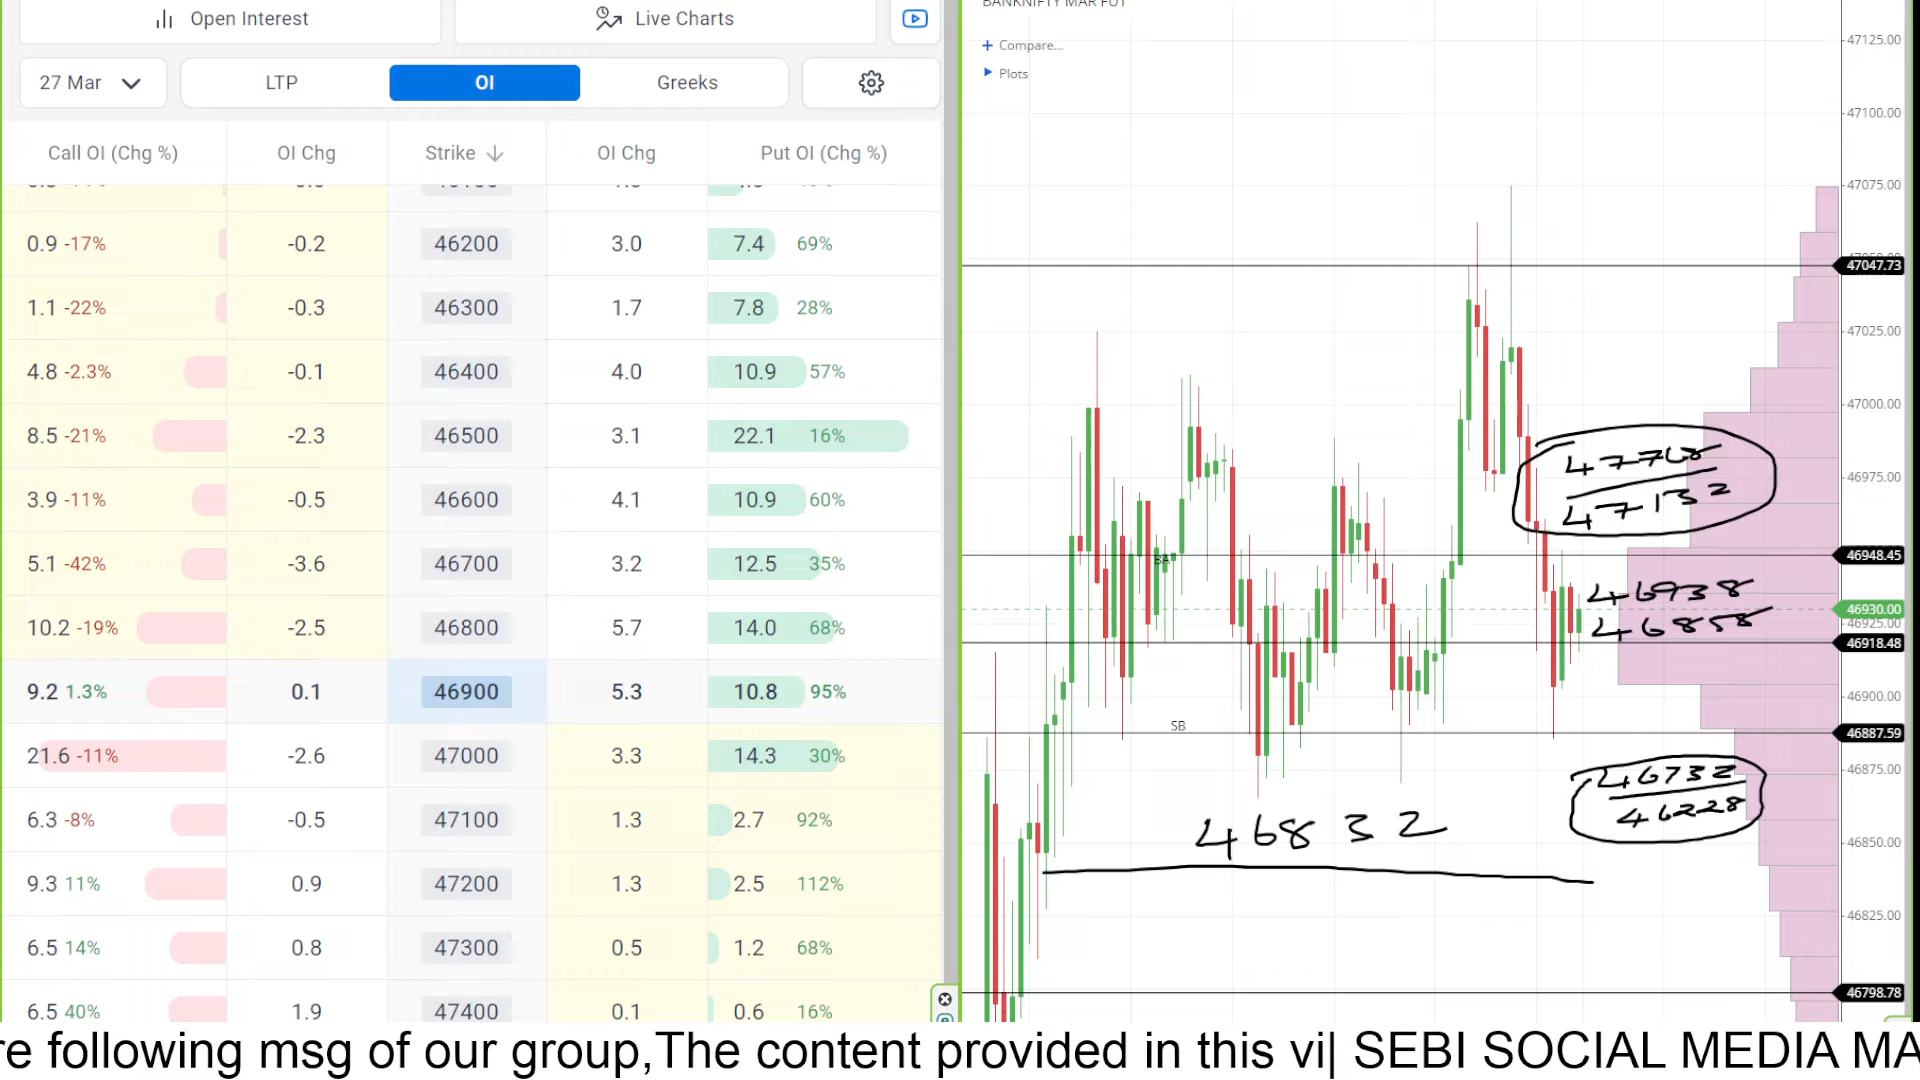 Open Interest
Live Charts
27 Mar
LTP
OI
Greeks
Call OI (Chg %)
OI Chg
Strike
OI Chg
Put OI (Chg %)
0.9 -17% -0.2 46200 3.0 7.4 69%
1.1 -22% -0.3 46300 1.7 7.8 28%
4.8 -2.3% -0.1 46400 4.0 10.9 57%
8.5 -21% -2.3 46500 3.1 22.1 16%
3.9 -11% -0.5 46600 4.1 10.9 60%
5.1 -42% -3.6 46700 3.2 12.5 35%
10.2 -19% -2.5 46800 5.7 14.0 68%
9.2 1.3% 0.1 46900 5.3 10.8 95%
21.6 -11% -2.6 47000 3.3 14.3 30%
6.3 -8% -0.5 47100 1.3 2.7 92%
9.3 11% 0.9 47200 1.3 2.5 112%
6.5 14% 0.8 47300 0.5 1.2 68%
6.5 40% 1.9 47400 0.1 0.6 16%
BANKNIFTY MAR FUT
Compare...
Plots
47125.00
47100.00
47075.00
47047.73
47025.00
47000.00
46975.00
46948.45
46930.00
46925.00
46918.48
46900.00
46887.59
46875.00
46850.00
46825.00
46798.78
BA
SB
47132
46938
46858
46732
46228
46832
re following msg of our group,The content provided in this vi| SEBI SOCIAL MEDIA MA